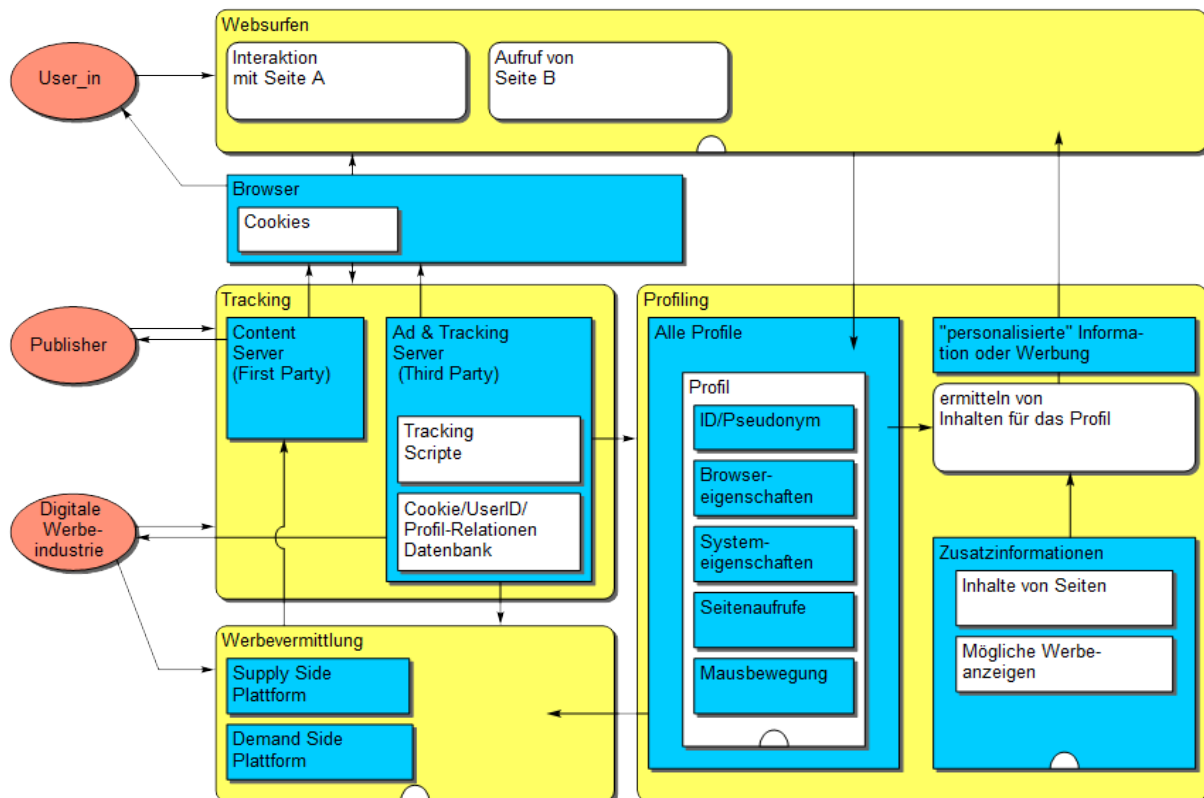 Websurfen
Interaktion
mit Seite A
Aufruf von
Seite B
User_in
Browser
Cookies
Tracking
Content
Server
(First Party)
Ad & Tracking
Server
(Third Party)
Tracking
Scripte
Cookie/UserID/
Profil-Relationen
Datenbank
Publisher
Digitale
Werbe-
industrie
Werbevermittlung
Supply Side
Plattform
Demand Side
Plattform
Profiling
Alle Profile
Profil
ID/Pseudonym
Browser-
eigenschaften
System-
eigenschaften
Seitenaufrufe
Mausbewegung
"personalisierte" Informa-
tion oder Werbung
ermitteln von
Inhalten für das Profil
Zusatzinformationen
Inhalte von Seiten
Mögliche Werbe-
anzeigen